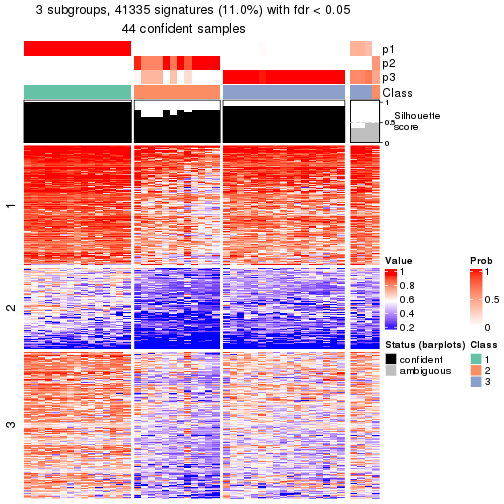 3 subgroups, 41335 signatures (11.0%) with fdr < 0.05
44 confident samples
p1
p2
p3
Class
1
0.5
0
Silhouette
score
1
2
3
Value
1
0.8
0.6
0.4
0.2
Prob
1
0.5
0
Status (barplots)
confident
ambiguous
Class
1
2
3